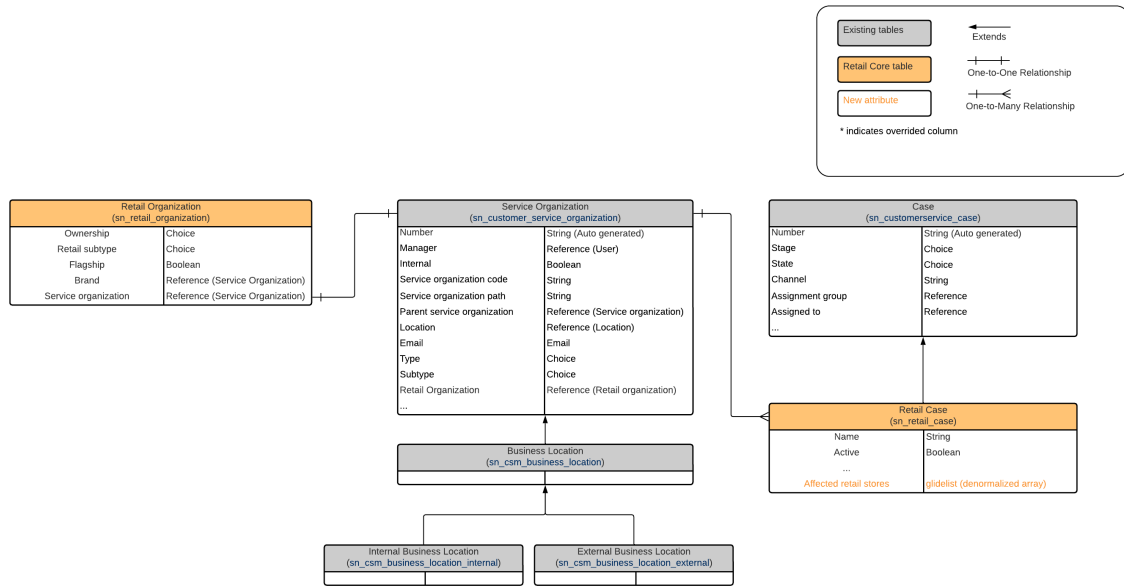 Existing tables
Extends
Retail Core table
One-to-One Relationship
New attribute
One-to-Many Relationship
* indicates overrided column
Retail Organization
(sn_retail_organization)
Ownership Choice
Retail subtype Choice
Flagship Boolean
Brand Reference (Service Organization)
Service organization Reference (Service Organization)
Service Organization
(sn_customer_service_organization)
Number String (Auto generated)
Manager Reference (User)
Internal Boolean
Service organization code String
Service organization path String
Parent service organization Reference (Service organization)
Location Reference (Location)
Email Email
Type Choice
Subtype Choice
Retail Organization Reference (Retail organization)
...
Case
(sn_customerservice_case)
Number String (Auto generated)
Stage Choice
State Choice
Channel String
Assignment group Reference
Assigned to Reference
...
Business Location
(sn_csm_business_location)
Retail Case
(sn_retail_case)
Name String
Active Boolean
...
Affected retail stores glidelist (denormalized array)
Internal Business Location
(sn_csm_business_location_internal)
External Business Location
(sn_csm_business_location_external)